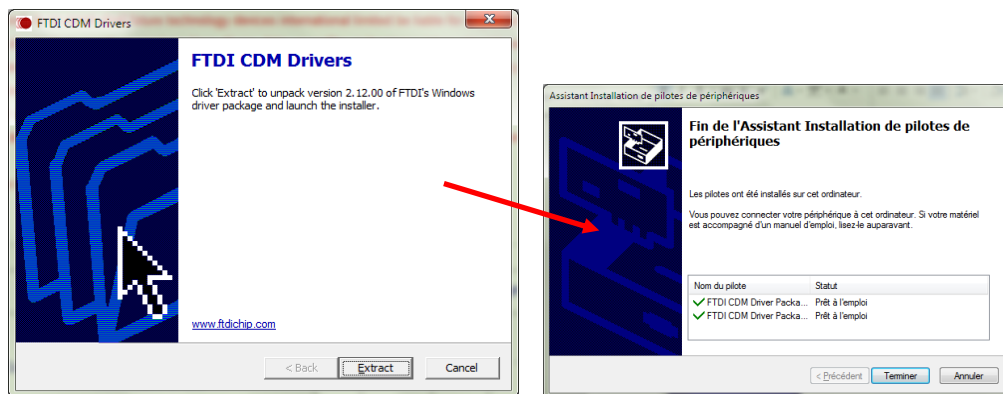 FTDI CDM Drivers
FTDI CDM Drivers
Click 'Extract' to unpack version 2.12.00 of FTDI's Windows
driver package and launch the installer.
www.ftdichip.com
< Back
Extract
Cancel
Assistant Installation de pilotes de périphériques
Fin de l'Assistant Installation de pilotes de
périphériques
Les pilotes ont été installés sur cet ordinateur.
Vous pouvez connecter votre périphérique à cet ordinateur. Si votre matériel
est accompagné d'un manuel d'emploi, lisez-le auparavant.
Nom du pilote Statut
FTDI CDM Driver Packa... Prêt à l'emploi
FTDI CDM Driver Packa... Prêt à l'emploi
< Précédent
Terminer
Annuler